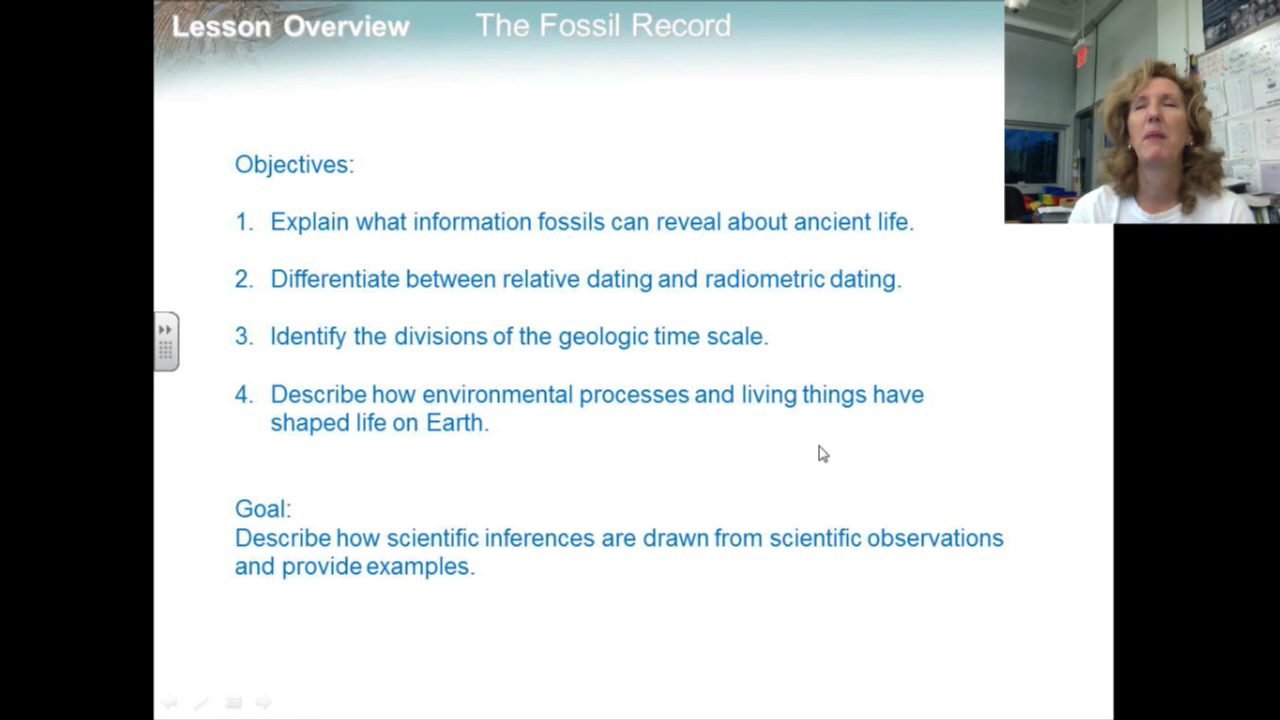 Lesson Overview The Fossil Record
Objectives:
1. Explain what information fossils can reveal about ancient life.
2. Differentiate between relative dating and radiometric dating.
3. Identify the divisions of the geologic time scale.
4. Describe how environmental processes and living things have
shaped life on Earth.
Goal:
Describe how scientific inferences are drawn from scientific observations
and provide examples.